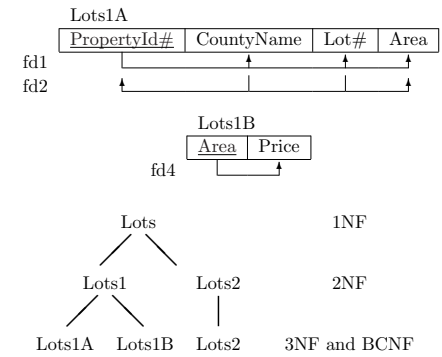 Lots1A
PropertyId# CountyName Lot# Area
fd1
fd2
Lots1B
Area Price
fd4
Lots 1NF
Lots1 Lots2 2NF
Lots1A Lots1B Lots2 3NF and BCNF